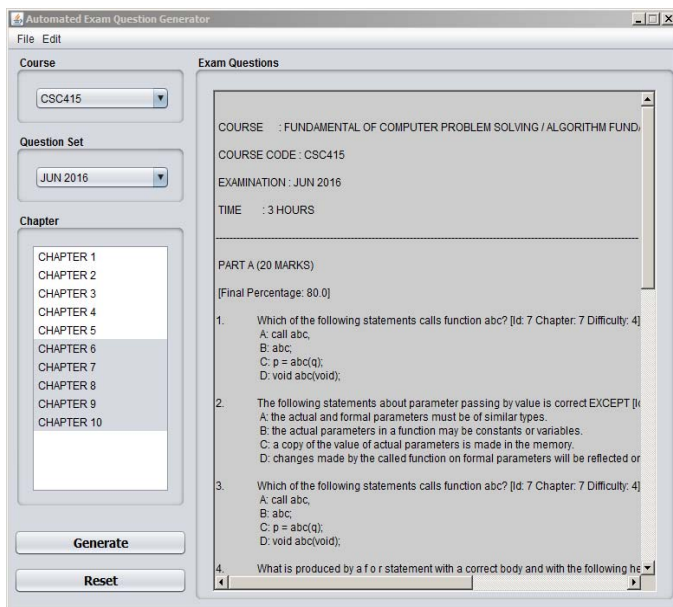 Automated Exam Question Generator
File Edit
Course
CSC415
Question Set
JUN 2016
Chapter
CHAPTER 1
CHAPTER 2
CHAPTER 3
CHAPTER 4
CHAPTER 5
CHAPTER 6
CHAPTER 7
CHAPTER 8
CHAPTER 9
CHAPTER 10
Generate
Reset
Exam Questions
COURSE : FUNDAMENTAL OF COMPUTER PROBLEM SOLVING / ALGORITHM FUND
COURSE CODE : CSC415
EXAMINATION : JUN 2016
TIME : 3 HOURS
PART A (20 MARKS)
[Final Percentage: 80.0]
1. Which of the following statements calls function abc? [Id: 7 Chapter: 7 Difficulty: 4]
A: call abc,
B: abc;
C: p = abc(q);
D: void abc(void);
2. The following statements about parameter passing by value is correct EXCEPT
A: the actual and formal parameters must be of similar types.
B: the actual parameters in a function may be constants or variables.
C: a copy of the value of actual parameters is made in the memory.
D: changes made by the called function on formal parameters will be reflected or
3. Which of the following statements calls function abc? [Id: 7 Chapter: 7 Difficulty: 4]
A: call abc,
B: abc;
C: p = abc(q);
D: void abc(void);
4. What is produced by a f o r statement with a correct body and with the following he